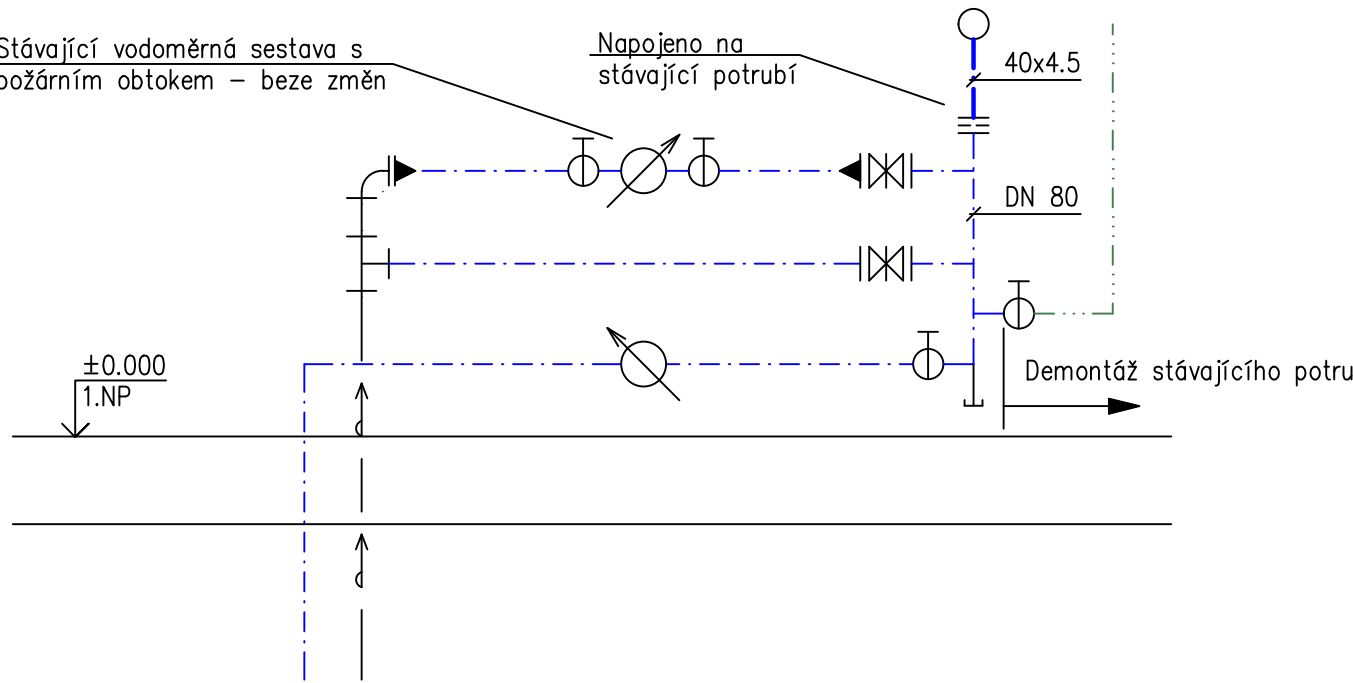 Stávající vodoměrná sestava s
požárním obtokem – beze změn
Napojeno na
stávající potrubí
40x4.5
DN 80
±0.000
1.NP
Demontáž stávajícího potru